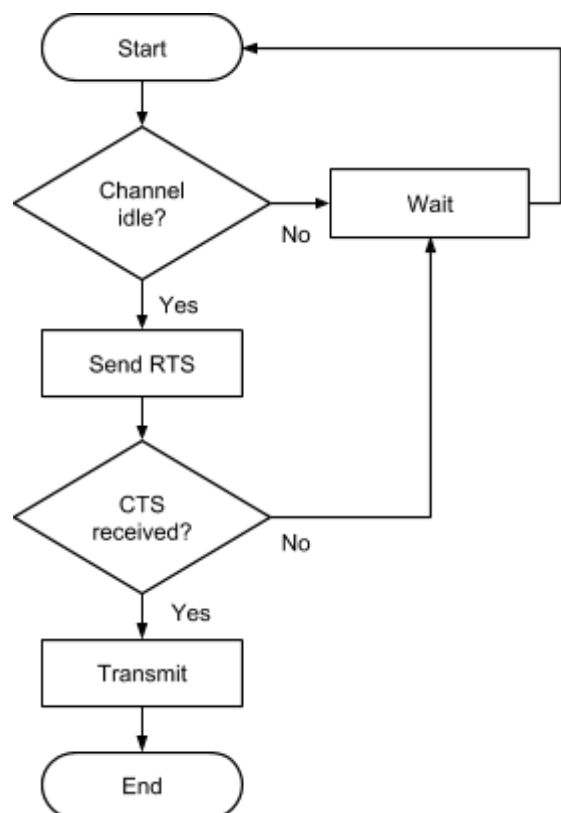 Start
Channel
idle?
No
Wait
Yes
Send RTS
CTS
received?
No
Yes
Transmit
End